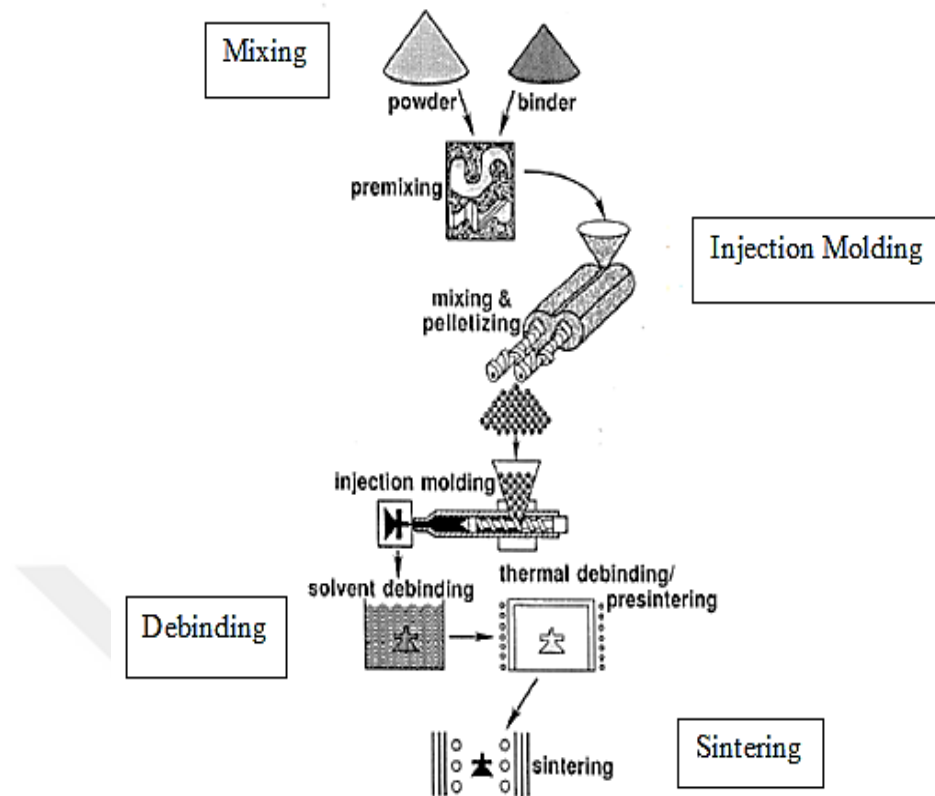 Mixing
powder
binder
premixing
Injection Molding
mixing &
pelletizing
injection molding
solvent debinding
thermal debinding/
presintering
Debinding
sintering
Sintering